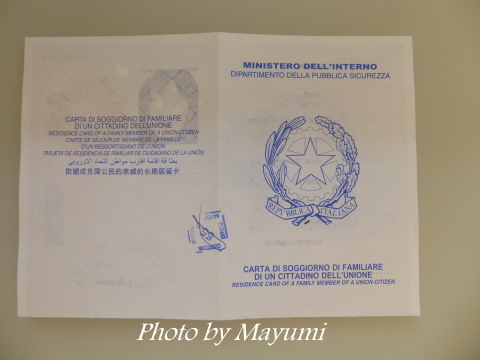 CARTA DI SOGGIORNO DI FAMILIARE
DI UN CITTADINO DELL'UNIONE
RESIDENCE CARD OF A FAMILY MEMBER OF A UNION CITIZEN
CARTE DE SEJOUR DE MEMBRE DE LA FAMILLE
D'UN RESSORTISSANT DE L'UNION
TARJETA DE RESIDENCIA DE FAMILIAR DE CIUDADANO DE LA UNIÓN
بطاقة اقامة اقارب مواطن الاتحاد الاوروبي
欧盟成员国公民的亲戚的长期居留卡
MINISTERO DELL'INTERNO
DIPARTIMENTO DELLA PUBBLICA SICUREZZA
REPVBBLICA ITALIANA
CARTA DI SOGGIORNO DI FAMILIARE
DI UN CITTADINO DELL'UNIONE
RESIDENCE CARD OF A FAMILY MEMBER OF A UNION CITIZEN
Photo by Mayumi